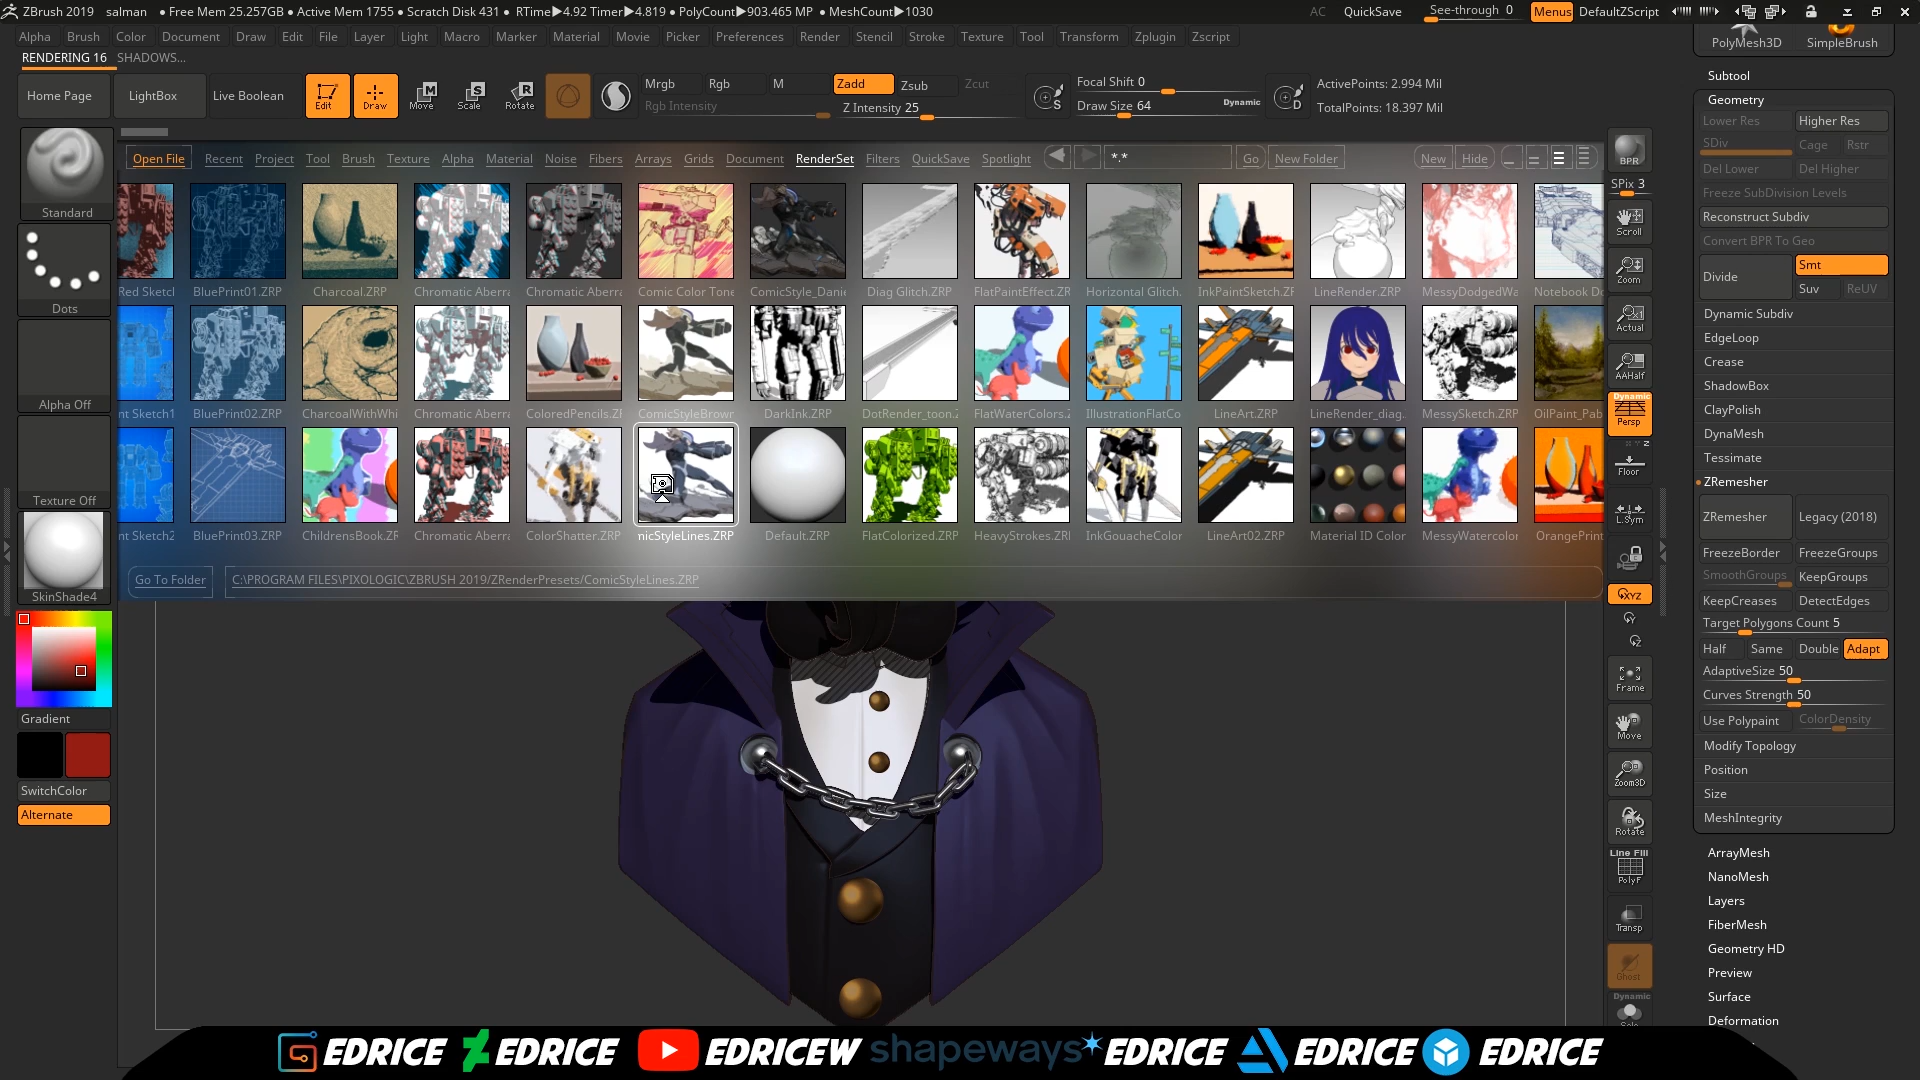 ZBrush 2019 salman • Free Mem 25.257GB • Active Mem 1755 • Scratch Disk 431 • RTime▶4.92 Timer▶4.819 • PolyCount▶903.465 MP • MeshCount▶1030 AC QuickSave See-through 0 Menus DefaultZScript
Alpha Brush Color Document Draw Edit File Layer Light Macro Marker Material Movie Picker Preferences Render Stencil Stroke Texture Tool Transform Zplugin Zscript
PolyMesh3D SimpleBrush
RENDERING 16 SHADOWS...
Home Page LightBox Live Boolean Edit Draw Move Scale Rotate
Mrgb Rgb M Zadd Zsub Zcut
Rgb Intensity Z Intensity 25
Focal Shift 0
Draw Size 64 Dynamic
ActivePoints: 2.994 Mil
TotalPoints: 18.397 Mil
Open File Recent Project Tool Brush Texture Alpha Material Noise Fibers Arrays Grids Document RenderSet Filters QuickSave Spotlight *.* Go New Folder New Hide
Red Sketch BluePrint01.ZRP Charcoal.ZRP Chromatic Aberra Chromatic Aberra Comic Color Tone ComicStyle_Danie Diag Glitch.ZRP FlatPaintEffect.ZR Horizontal Glitch. InkPaintSketch.ZR LineRender.ZRP MessyDodgedWa Notebook Do
nt Sketch1 BluePrint02.ZRP CharcoalWithWhi Chromatic Aberra ColoredPencils.ZR ComicStyleBrown DarkInk.ZRP DotRender_toon.Z FlatWaterColors.Z IllustrationFlatCo LineArt.ZRP LineRender_diag. MessySketch.ZRP OilPaint_Pab
nt Sketch2 BluePrint03.ZRP ChildrensBook.ZR Chromatic Aberra ColorShatter.ZRP nicStyleLines.ZRP Default.ZRP FlatColorized.ZRP HeavyStrokes.ZR InkGouacheColor LineArt02.ZRP Material ID Color MessyWatercolor OrangePrint
Go To Folder C:\PROGRAM FILES\PIXOLOGIC\ZBRUSH 2019/ZRenderPresets/ComicStyleLines.ZRP
Standard
Dots
Alpha Off
Texture Off
SkinShade4
Gradient
SwitchColor
Alternate
BPR
SPix 3
Scroll
Zoom
Actual
AAHalf
Dynamic
Persp
Floor
L.Sym
XYZ
Frame
Move
Zoom3D
Rotate
Line Fill
PolyF
Transp
Ghost
Dynamic
Solo
Subtool
Geometry
Lower Res Higher Res
SDiv Cage Rstr
Del Lower Del Higher
Freeze SubDivision Levels
Reconstruct Subdiv
Convert BPR To Geo
Divide Smt
Suv ReUV
Dynamic Subdiv
EdgeLoop
Crease
ShadowBox
ClayPolish
DynaMesh
Tessimate
ZRemesher
ZRemesher Legacy (2018)
FreezeBorder FreezeGroups
SmoothGroups KeepGroups
KeepCreases DetectEdges
Target Polygons Count 5
Half Same Double Adapt
AdaptiveSize 50
Curves Strength 50
Use Polypaint ColorDensity
Modify Topology
Position
Size
MeshIntegrity
ArrayMesh
NanoMesh
Layers
FiberMesh
Geometry HD
Preview
Surface
Deformation
EDRICE EDRICE EDRICEW shapeways EDRICE EDRICE EDRICE